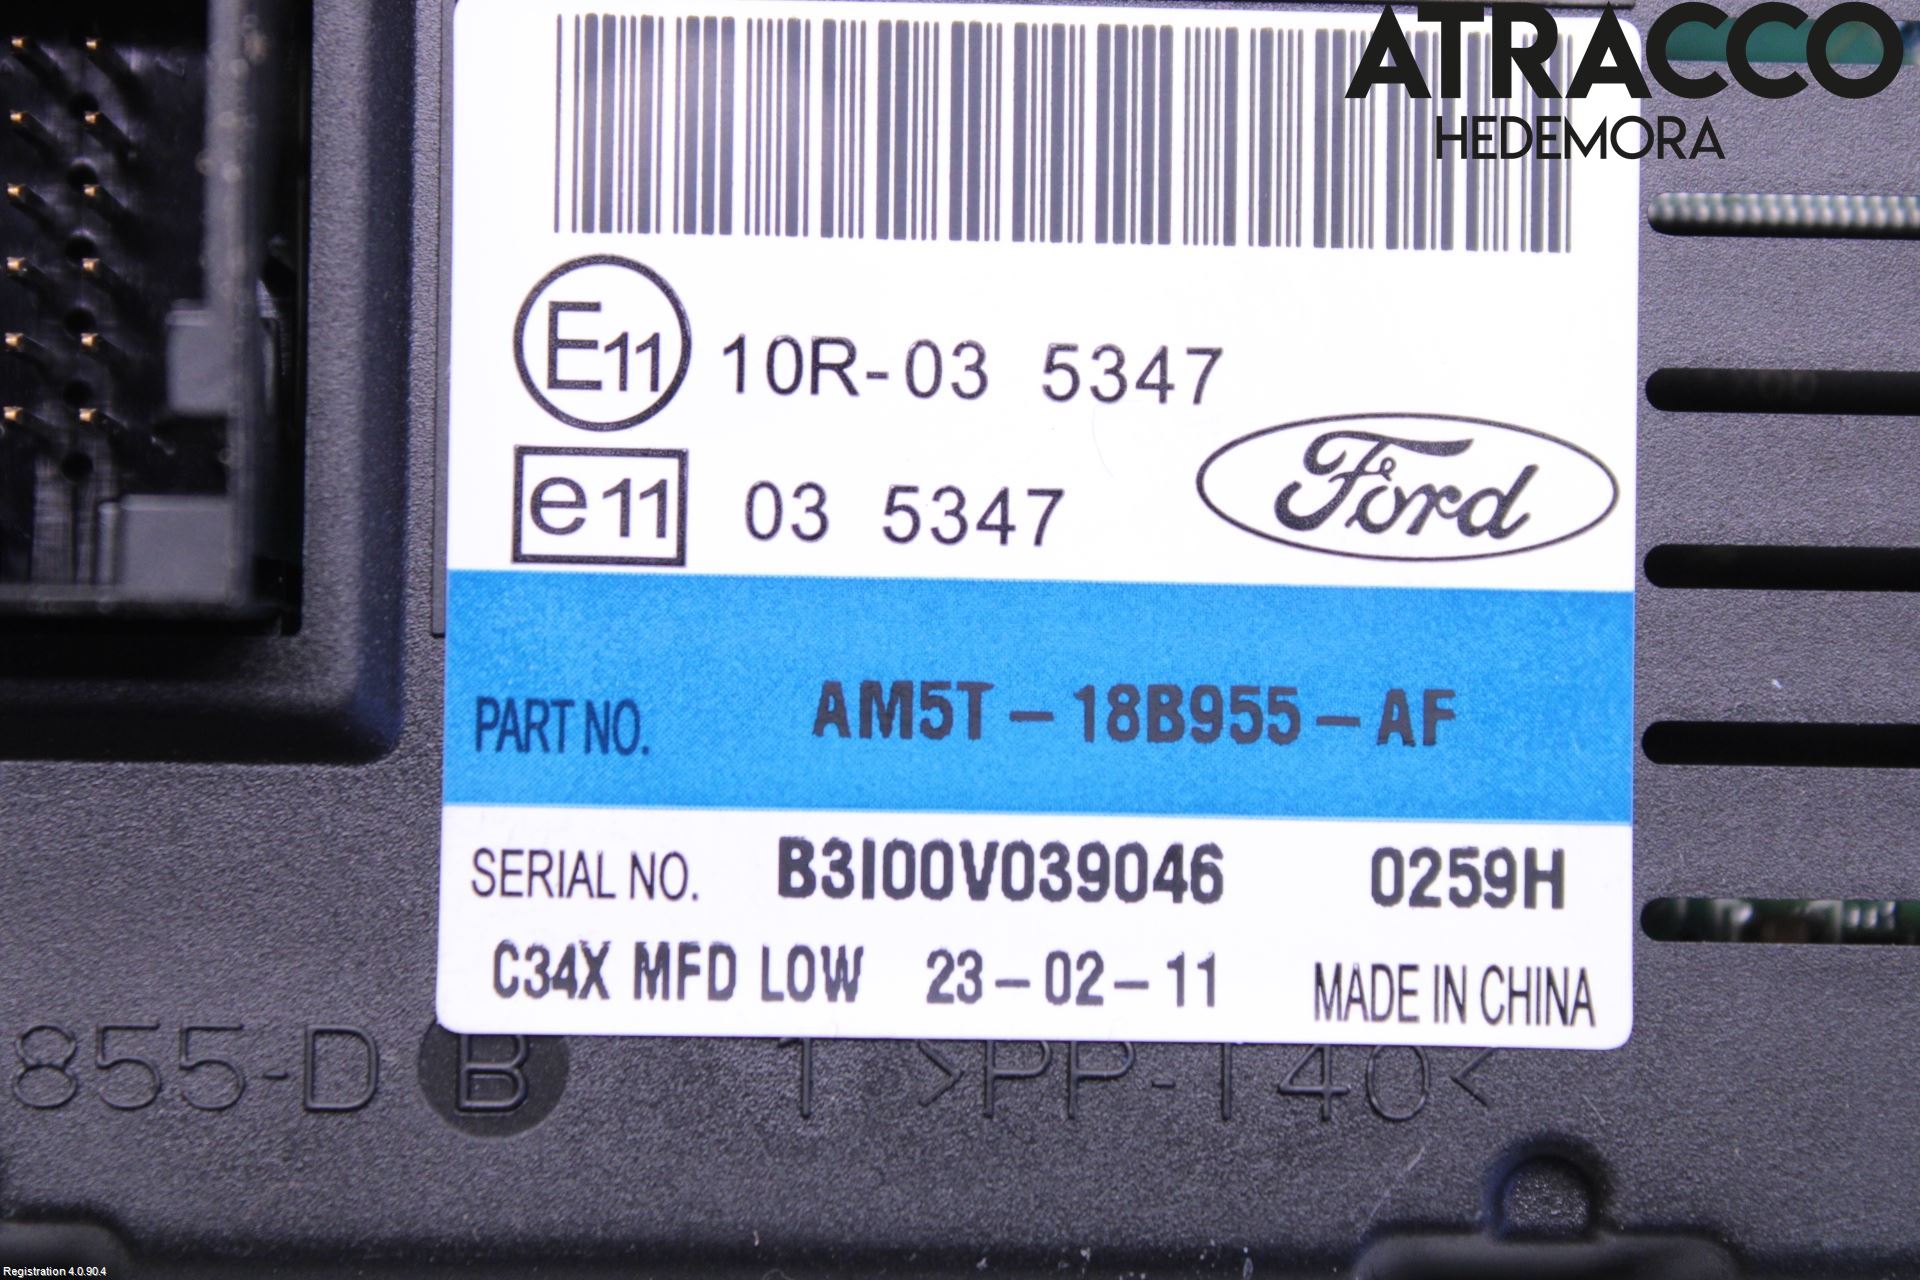 ATRACCO
HEDEMORA
E11 10R-03 5347
e11 03 5347
Ford
PART NO. AM5T-18B955-AF
SERIAL NO. B3I00V039046 0259H
C34X MFD LOW 23-02-11 MADE IN CHINA
855-D B 1 >PP-T40<
Registration 4.0.90.4